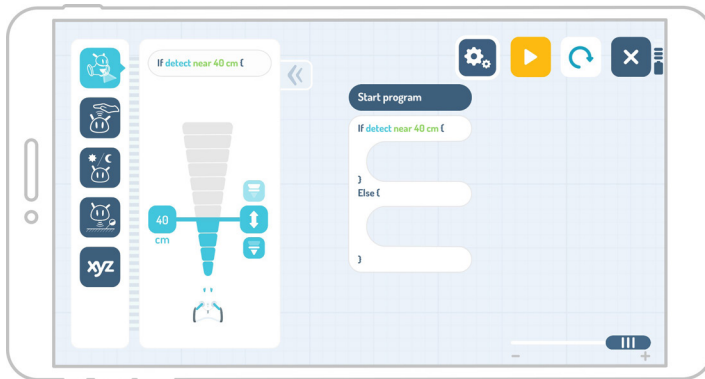 If detect near 40 cm {
40
cm
xyz
Start program
If detect near 40 cm {
}
Else {
}
- +